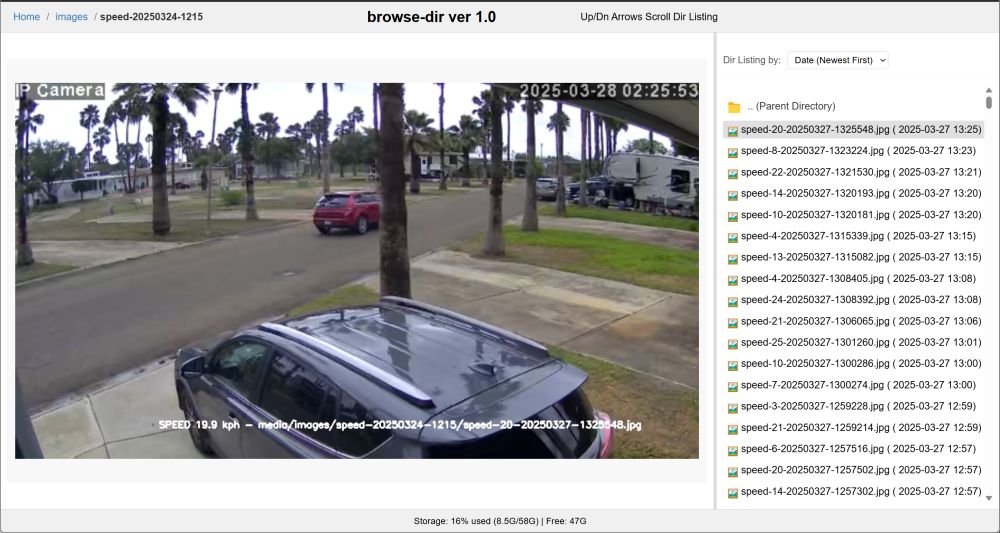 Home / images / speed-20250324-1215
browse-dir ver 1.0
Up/Dn Arrows Scroll Dir Listing
IP Camera
2025-03-28 02:25:53
SPEED 19.9 kph - media/images/speed-20250324-1215/speed-20-20250327-1325548.jpg
Dir Listing by: Date (Newest First)
.. (Parent Directory)
speed-20-20250327-1325548.jpg ( 2025-03-27 13:25)
speed-8-20250327-1323224.jpg ( 2025-03-27 13:23)
speed-22-20250327-1321530.jpg ( 2025-03-27 13:21)
speed-14-20250327-1320193.jpg ( 2025-03-27 13:20)
speed-10-20250327-1320181.jpg ( 2025-03-27 13:20)
speed-4-20250327-1315339.jpg ( 2025-03-27 13:15)
speed-13-20250327-1315082.jpg ( 2025-03-27 13:15)
speed-4-20250327-1308405.jpg ( 2025-03-27 13:08)
speed-24-20250327-1308392.jpg ( 2025-03-27 13:08)
speed-21-20250327-1306065.jpg ( 2025-03-27 13:06)
speed-25-20250327-1301260.jpg ( 2025-03-27 13:01)
speed-10-20250327-1300286.jpg ( 2025-03-27 13:00)
speed-7-20250327-1300274.jpg ( 2025-03-27 13:00)
speed-3-20250327-1259228.jpg ( 2025-03-27 12:59)
speed-21-20250327-1259214.jpg ( 2025-03-27 12:59)
speed-6-20250327-1257516.jpg ( 2025-03-27 12:57)
speed-20-20250327-1257502.jpg ( 2025-03-27 12:57)
speed-14-20250327-1257302.jpg ( 2025-03-27 12:57)
Storage: 16% used (8.5G/58G) | Free: 47G